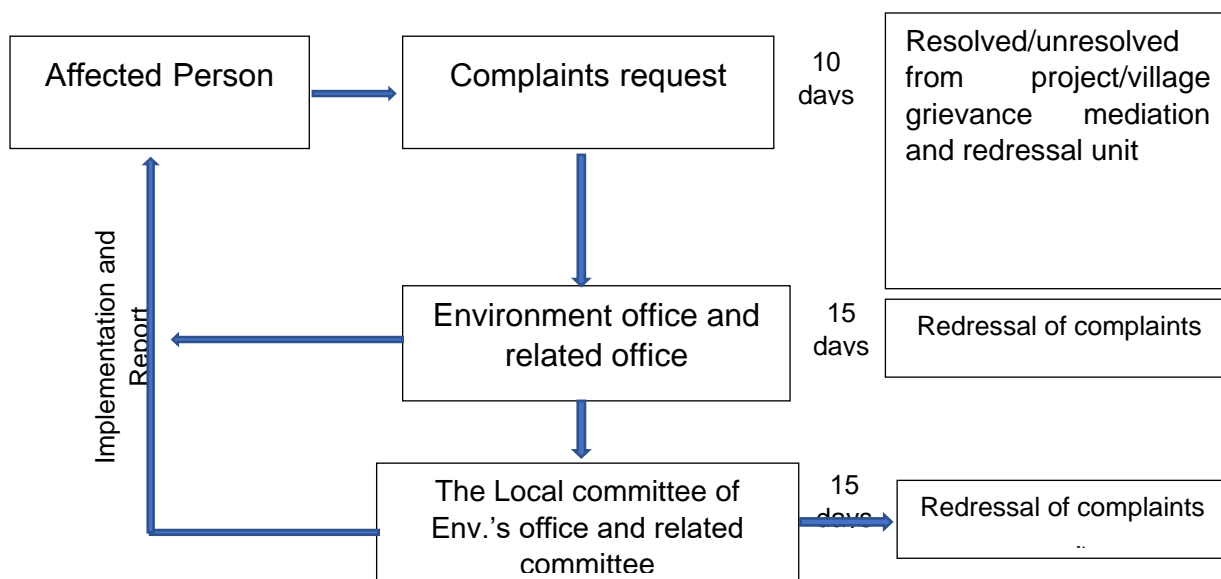 Affected Person
Complaints request
10
days
Resolved/unresolved
from project/village
grievance mediation
and redressal unit
Environment office and
related office
15
days
Redressal of complaints
Implementation and
Report
The Local committee of
Env.'s office and related
committee
15
days
Redressal of complaints